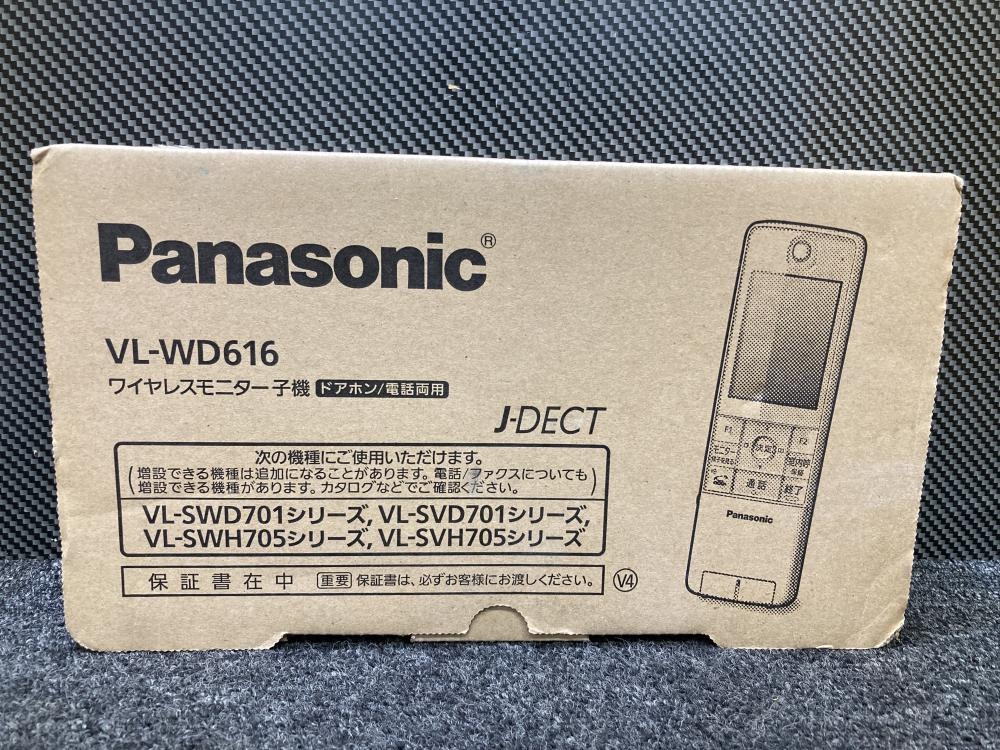 Panasonic®
VL-WD616
ワイヤレスモニター子機 ドアホン/電話両用
J-DECT
次の機種にご使用いただけます。
(増設できる機種は追加になることがあります。電話/ファクスについても
増設できる機種があります。カタログなどでご確認ください。)
VL-SWD701シリーズ, VL-SVD701シリーズ,
VL-SWH705シリーズ, VL-SVH705シリーズ
保証書在中 重要 保証書は、必ずお客様にお渡しください。 V4
F1 決定 F2
モニター
通話 終了
Panasonic